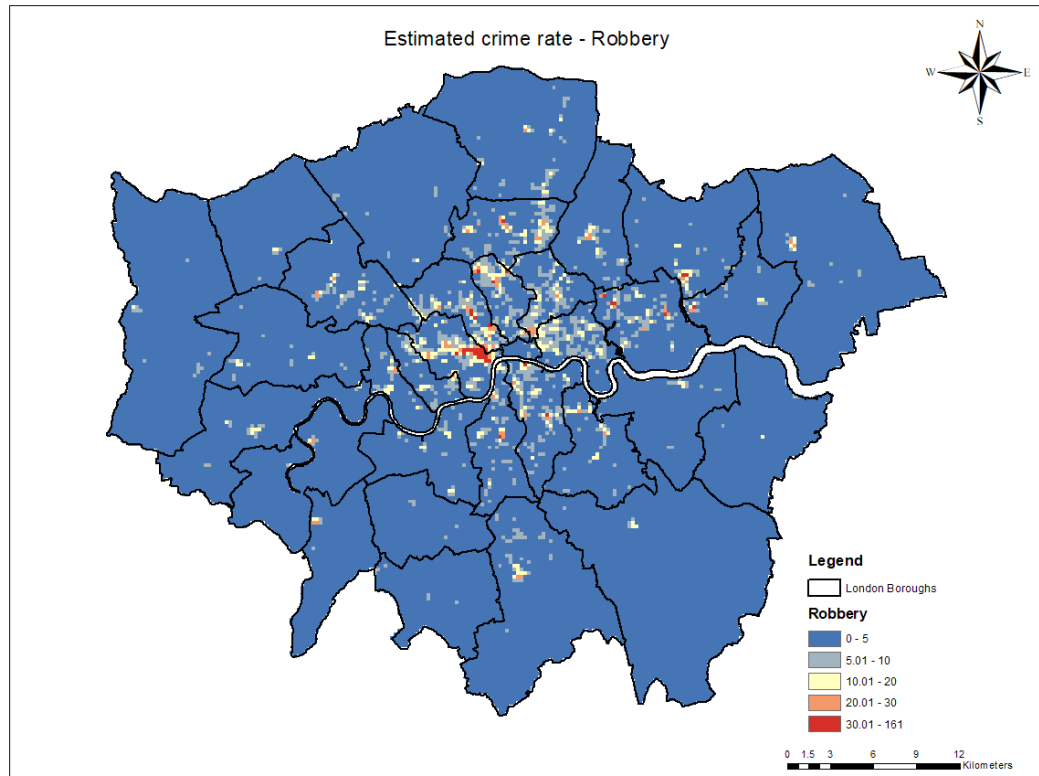 Estimated crime rate - Robbery
N
W
E
S
Legend
London Boroughs
Robbery
0 - 5
5.01 - 10
10.01 - 20
20.01 - 30
30.01 - 161
0 1.5 3 6 9 12
Kilometers